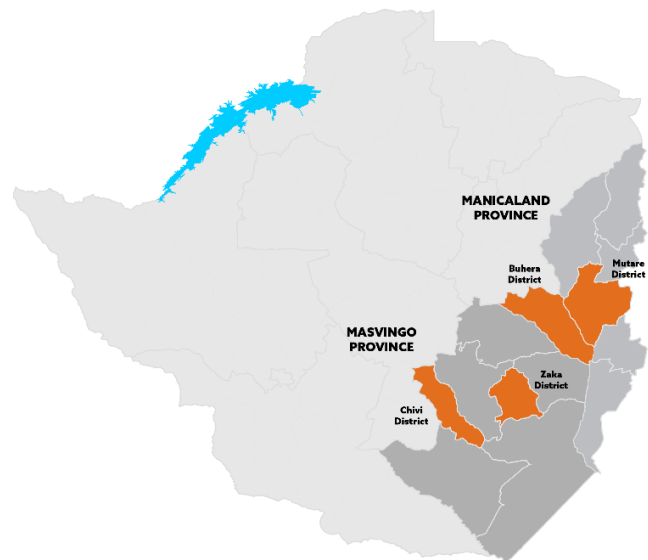 MANICALAND
PROVINCE
Buhera
District
Mutare
District
MASVINGO
PROVINCE
Zaka
District
Chivi
District